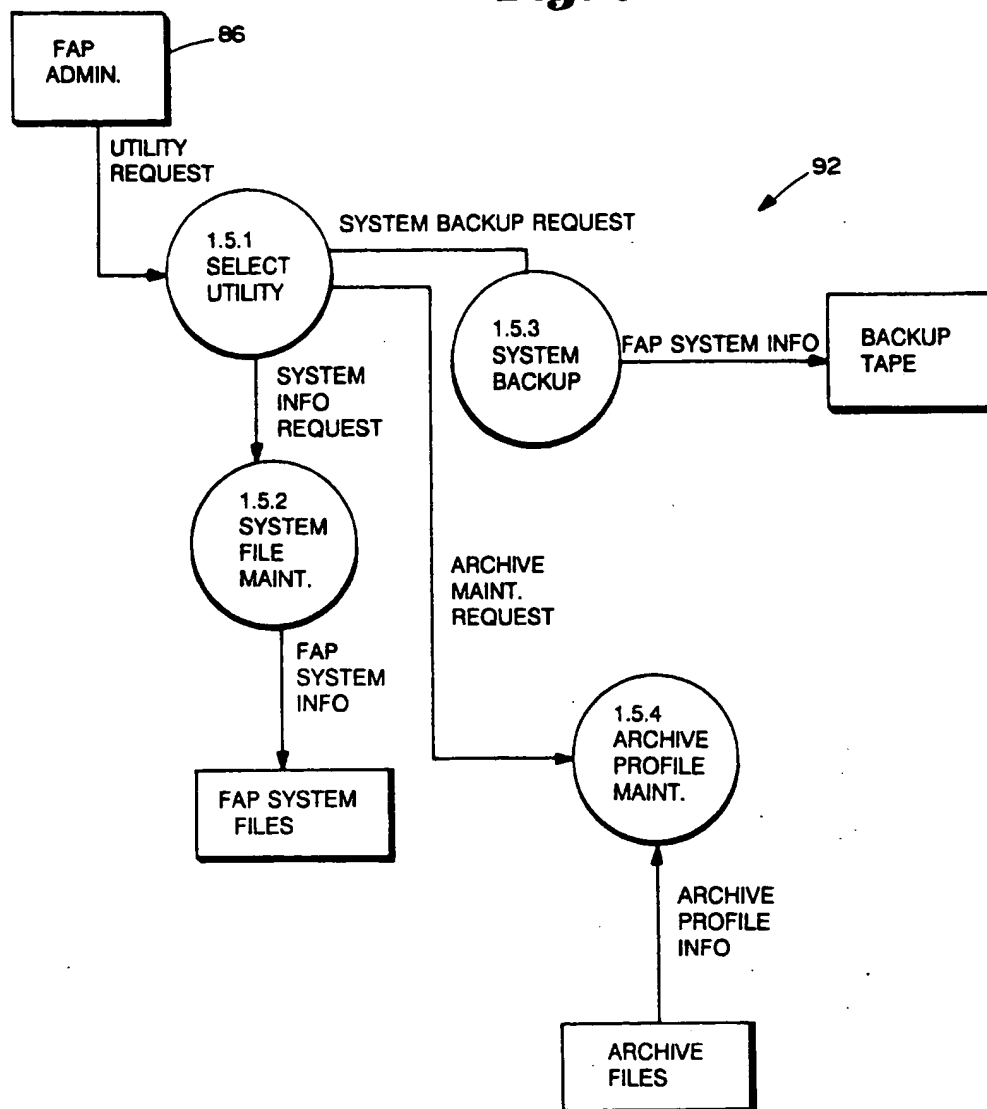 FAP
ADMIN.
86
UTILITY
REQUEST
92
SYSTEM BACKUP REQUEST
1.5.1
SELECT
UTILITY
1.5.3
SYSTEM
BACKUP
FAP SYSTEM INFO
BACKUP
TAPE
SYSTEM
INFO
REQUEST
1.5.2
SYSTEM
FILE
MAINT.
ARCHIVE
MAINT.
REQUEST
FAP
SYSTEM
INFO
1.5.4
ARCHIVE
PROFILE
MAINT.
FAP SYSTEM
FILES
ARCHIVE
PROFILE
INFO
ARCHIVE
FILES